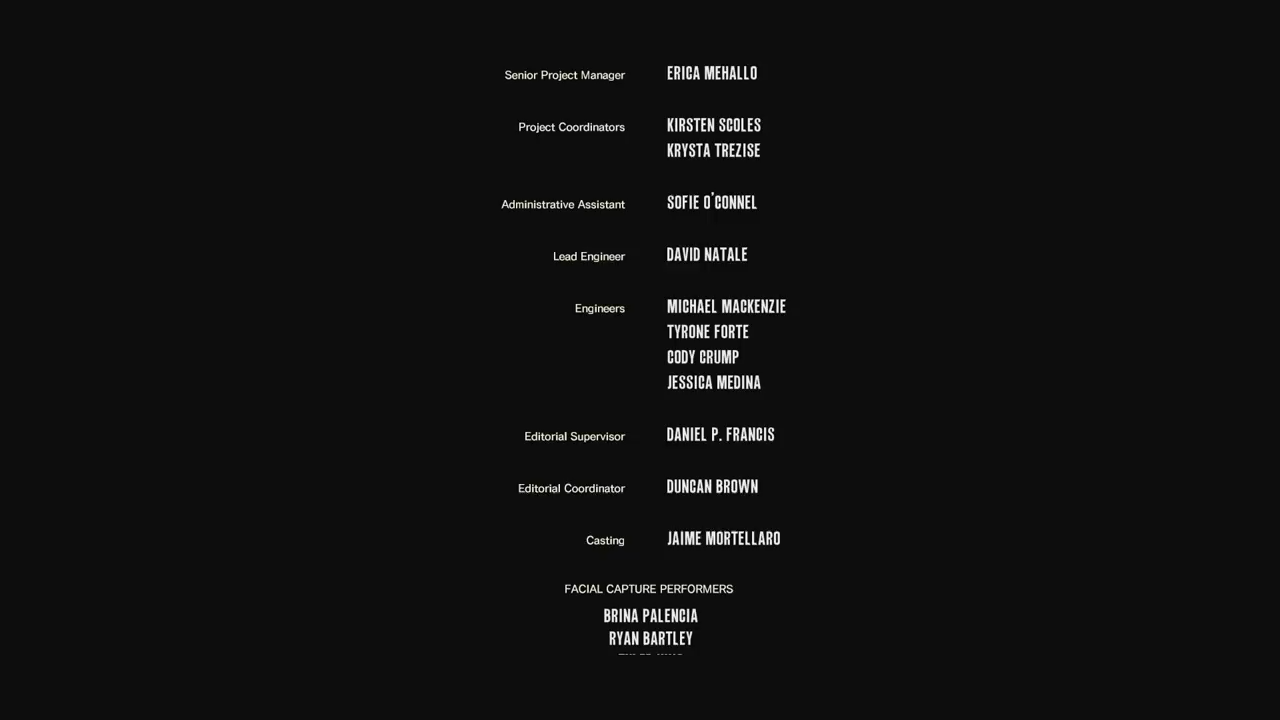 Senior Project Manager ERICA MEHALLO
Project Coordinators KIRSTEN SCOLES
KRYSTA TREZISE
Administrative Assistant SOFIE O'CONNEL
Lead Engineer DAVID NATALE
Engineers MICHAEL MACKENZIE
TYRONE FORTE
CODY CRUMP
JESSICA MEDINA
Editorial Supervisor DANIEL P. FRANCIS
Editorial Coordinator DUNCAN BROWN
Casting JAIME MORTELLARO
FACIAL CAPTURE PERFORMERS
BRINA PALENCIA
RYAN BARTLEY